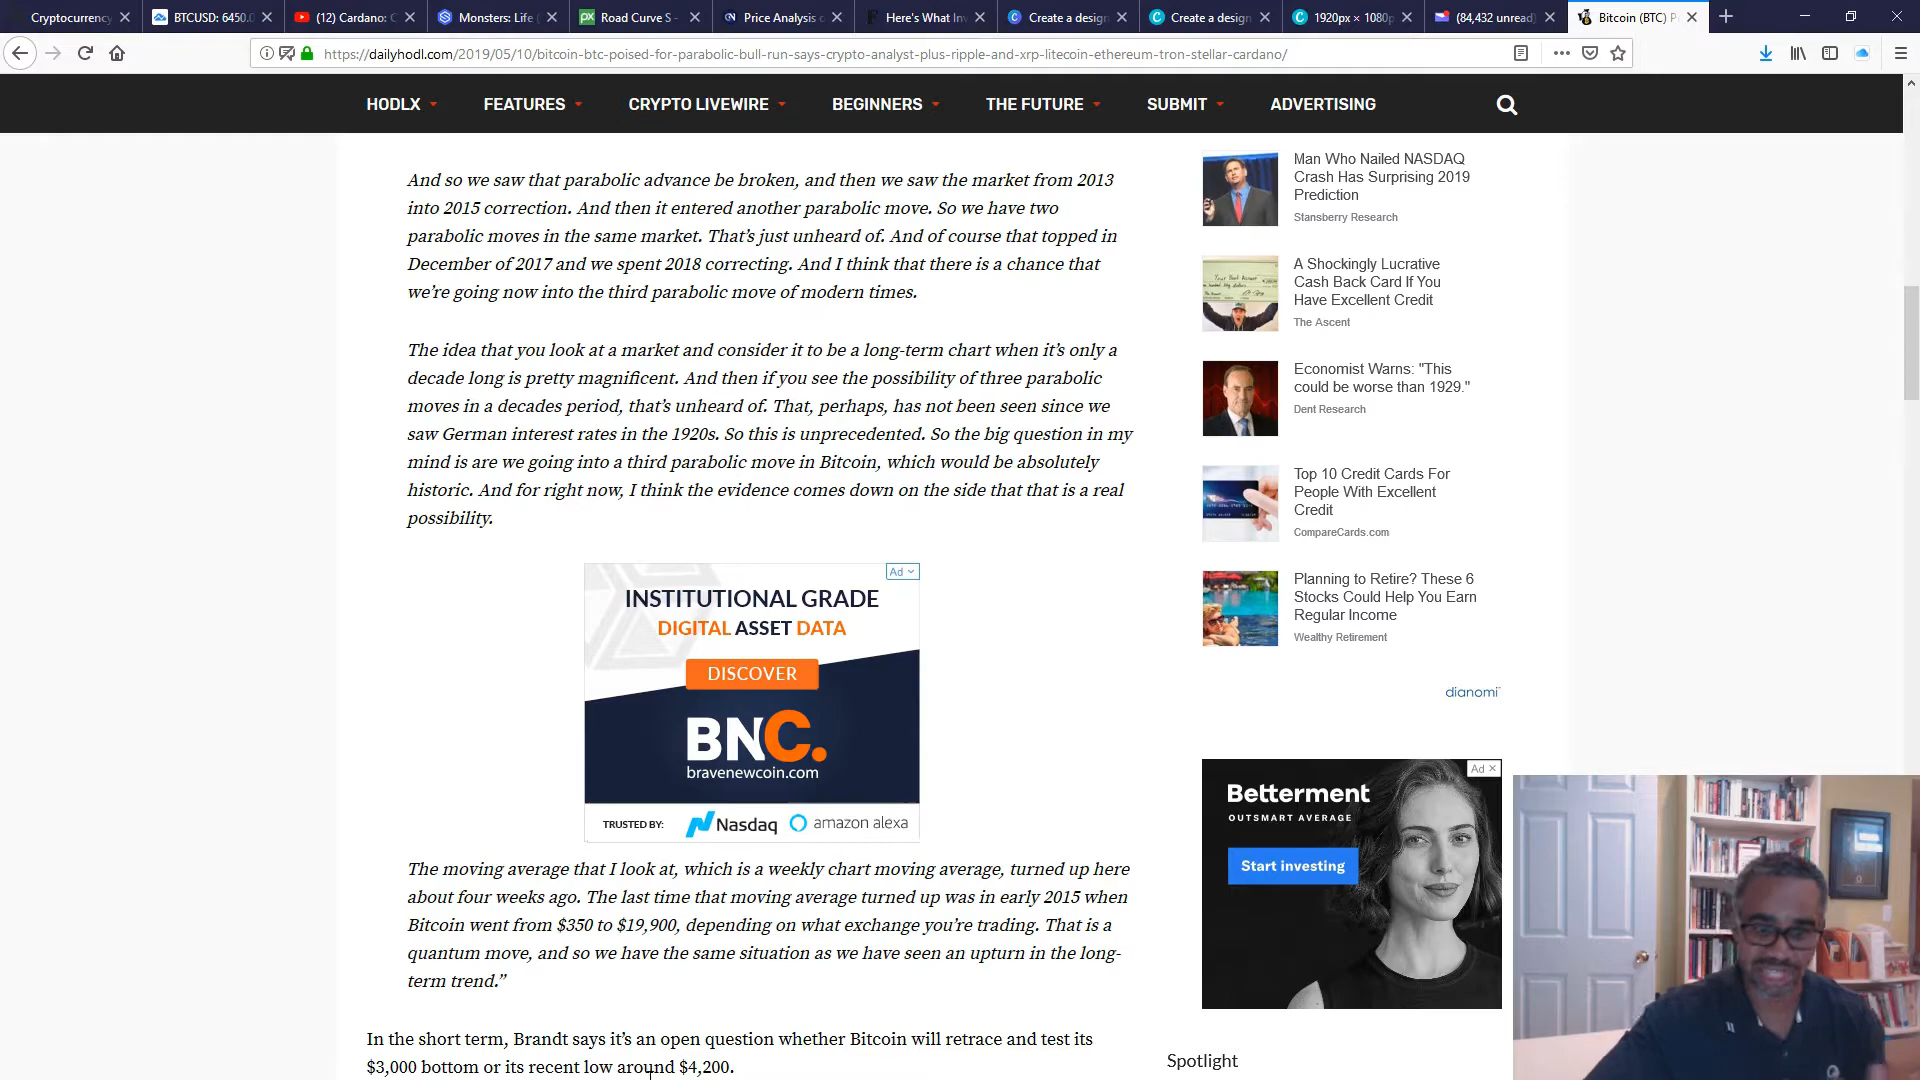 Cryptocurrency
BTCUSD: 6450.0
(12) Cardano: C
Monsters: Life
Road Curve S -
Price Analysis o
Here's What Inv
Create a design
Create a design
1920px × 1080p
(84,432 unread)
Bitcoin (BTC) P
https://dailyhodl.com/2019/05/10/bitcoin-btc-poised-for-parabolic-bull-run-says-crypto-analyst-plus-ripple-and-xrp-litecoin-ethereum-tron-stellar-cardano/
HODLX
FEATURES
CRYPTO LIVEWIRE
BEGINNERS
THE FUTURE
SUBMIT
ADVERTISING
And so we saw that parabolic advance be broken, and then we saw the market from 2013
into 2015 correction. And then it entered another parabolic move. So we have two
parabolic moves in the same market. That’s just unheard of. And of course that topped in
December of 2017 and we spent 2018 correcting. And I think that there is a chance that
we’re going now into the third parabolic move of modern times.
The idea that you look at a market and consider it to be a long-term chart when it’s only a
decade long is pretty magnificent. And then if you see the possibility of three parabolic
moves in a decades period, that’s unheard of. That, perhaps, has not been seen since we
saw German interest rates in the 1920s. So this is unprecedented. So the big question in my
mind is are we going into a third parabolic move in Bitcoin, which would be absolutely
historic. And for right now, I think the evidence comes down on the side that that is a real
possibility.
Ad
INSTITUTIONAL GRADE
DIGITAL ASSET DATA
DISCOVER
BNC.
bravenewcoin.com
TRUSTED BY:
Nasdaq
amazon alexa
The moving average that I look at, which is a weekly chart moving average, turned up here
about four weeks ago. The last time that moving average turned up was in early 2015 when
Bitcoin went from $350 to $19,900, depending on what exchange you’re trading. That is a
quantum move, and so we have the same situation as we have seen an upturn in the long-
term trend.”
In the short term, Brandt says it’s an open question whether Bitcoin will retrace and test its
$3,000 bottom or its recent low around $4,200.
Man Who Nailed NASDAQ
Crash Has Surprising 2019
Prediction
Stansberry Research
A Shockingly Lucrative
Cash Back Card If You
Have Excellent Credit
The Ascent
Economist Warns: "This
could be worse than 1929."
Dent Research
Top 10 Credit Cards For
People With Excellent
Credit
CompareCards.com
Planning to Retire? These 6
Stocks Could Help You Earn
Regular Income
Wealthy Retirement
dianomi
Ad
Betterment
OUTSMART AVERAGE
Start investing
Spotlight